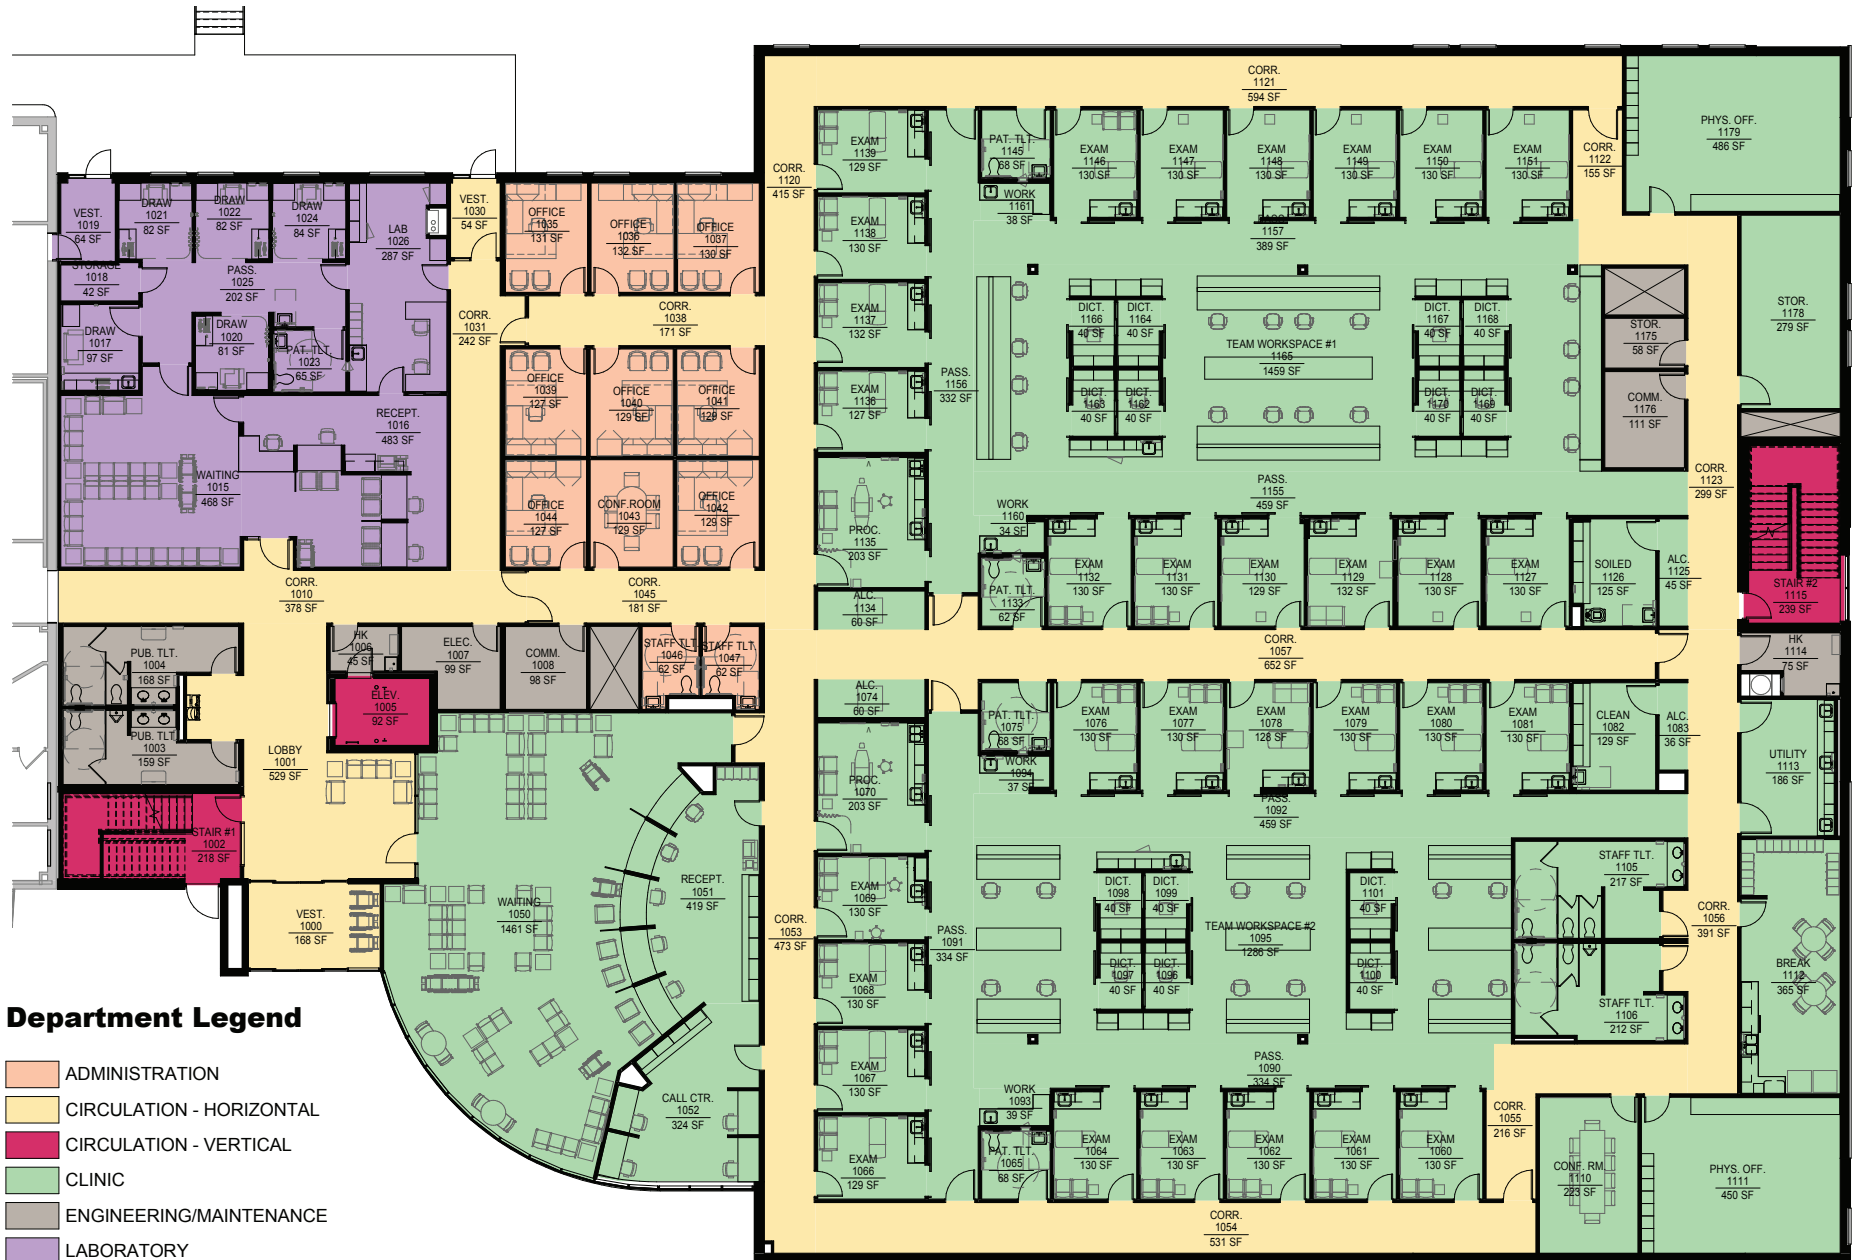 CORR.
1121
594 SF
PHYS. OFF.
1179
486 SF
CORR.
1120
415 SF
EXAM
1139
129 SF
PAT. TLT.
1145
68 SF
EXAM
1146
130 SF
EXAM
1147
130 SF
EXAM
1148
130 SF
EXAM
1149
130 SF
EXAM
1150
130 SF
EXAM
1151
130 SF
CORR.
1122
155 SF
WORK
1161
38 SF
PASS.
1157
389 SF
VEST.
1019
64 SF
DRAW
1021
82 SF
DRAW
1022
82 SF
DRAW
1024
84 SF
LAB
1026
287 SF
VEST.
1030
54 SF
OFFICE
1035
131 SF
OFFICE
1036
132 SF
OFFICE
1037
130 SF
EXAM
1138
130 SF
STORAGE
1018
42 SF
PASS.
1025
202 SF
DRAW
1017
97 SF
DRAW
1020
81 SF
PAT. TLT.
1023
65 SF
CORR.
1031
242 SF
CORR.
1038
171 SF
EXAM
1137
132 SF
DICT.
1166
40 SF
DICT.
1164
40 SF
TEAM WORKSPACE #1
1165
1459 SF
DICT.
1167
40 SF
DICT.
1168
40 SF
STOR.
1175
58 SF
STOR.
1178
279 SF
OFFICE
1039
127 SF
OFFICE
1040
129 SF
OFFICE
1041
129 SF
EXAM
1136
127 SF
PASS.
1156
332 SF
DICT.
1163
40 SF
DICT.
1162
40 SF
DICT.
1170
40 SF
DICT.
1169
40 SF
COMM.
1176
111 SF
RECEPT.
1016
483 SF
WAITING
1015
468 SF
OFFICE
1044
127 SF
CONF.ROOM
1043
129 SF
OFFICE
1042
129 SF
PROC.
1135
203 SF
PASS.
1155
459 SF
CORR.
1123
299 SF
WORK
1160
34 SF
PAT. TLT.
1133
62 SF
EXAM
1132
130 SF
EXAM
1131
130 SF
EXAM
1130
129 SF
EXAM
1129
132 SF
EXAM
1128
130 SF
EXAM
1127
130 SF
SOILED
1126
125 SF
ALC.
1125
45 SF
STAIR #2
1115
239 SF
CORR.
1010
378 SF
CORR.
1045
181 SF
ALC.
1134
60 SF
PUB. TLT.
1004
168 SF
HK
1006
45 SF
ELEC.
1007
99 SF
COMM.
1008
98 SF
STAFF TLT.
1046
62 SF
STAFF TLT.
1047
62 SF
CORR.
1057
652 SF
HK
1114
75 SF
ELEV.
1005
92 SF
ALC.
1074
60 SF
PAT. TLT.
1075
68 SF
EXAM
1076
130 SF
EXAM
1077
130 SF
EXAM
1078
128 SF
EXAM
1079
130 SF
EXAM
1080
130 SF
EXAM
1081
130 SF
CLEAN
1082
129 SF
ALC.
1083
36 SF
PUB. TLT.
1003
159 SF
LOBBY
1001
529 SF
PROC.
1070
203 SF
WORK
1094
37 SF
PASS.
1092
459 SF
UTILITY
1113
186 SF
STAIR #1
1002
218 SF
STAFF TLT.
1105
217 SF
VEST.
1000
168 SF
WAITING
1050
1461 SF
RECEPT.
1051
419 SF
CORR.
1053
473 SF
EXAM
1069
130 SF
PASS.
1091
334 SF
DICT.
1098
40 SF
DICT.
1099
40 SF
TEAM WORKSPACE #2
1095
1286 SF
DICT.
1101
40 SF
CORR.
1056
391 SF
EXAM
1068
130 SF
DICT.
1097
40 SF
DICT.
1096
40 SF
DICT.
1100
40 SF
STAFF TLT.
1106
212 SF
BREAK
1112
365 SF
EXAM
1067
130 SF
PASS.
1090
334 SF
CALL CTR.
1052
324 SF
WORK
1093
39 SF
CORR.
1055
216 SF
EXAM
1066
129 SF
PAT. TLT.
1065
68 SF
EXAM
1064
130 SF
EXAM
1063
130 SF
EXAM
1062
130 SF
EXAM
1061
130 SF
EXAM
1060
130 SF
CONF. RM.
1110
223 SF
PHYS. OFF.
1111
450 SF
CORR.
1054
531 SF
Department Legend
ADMINISTRATION
CIRCULATION - HORIZONTAL
CIRCULATION - VERTICAL
CLINIC
ENGINEERING/MAINTENANCE
LABORATORY